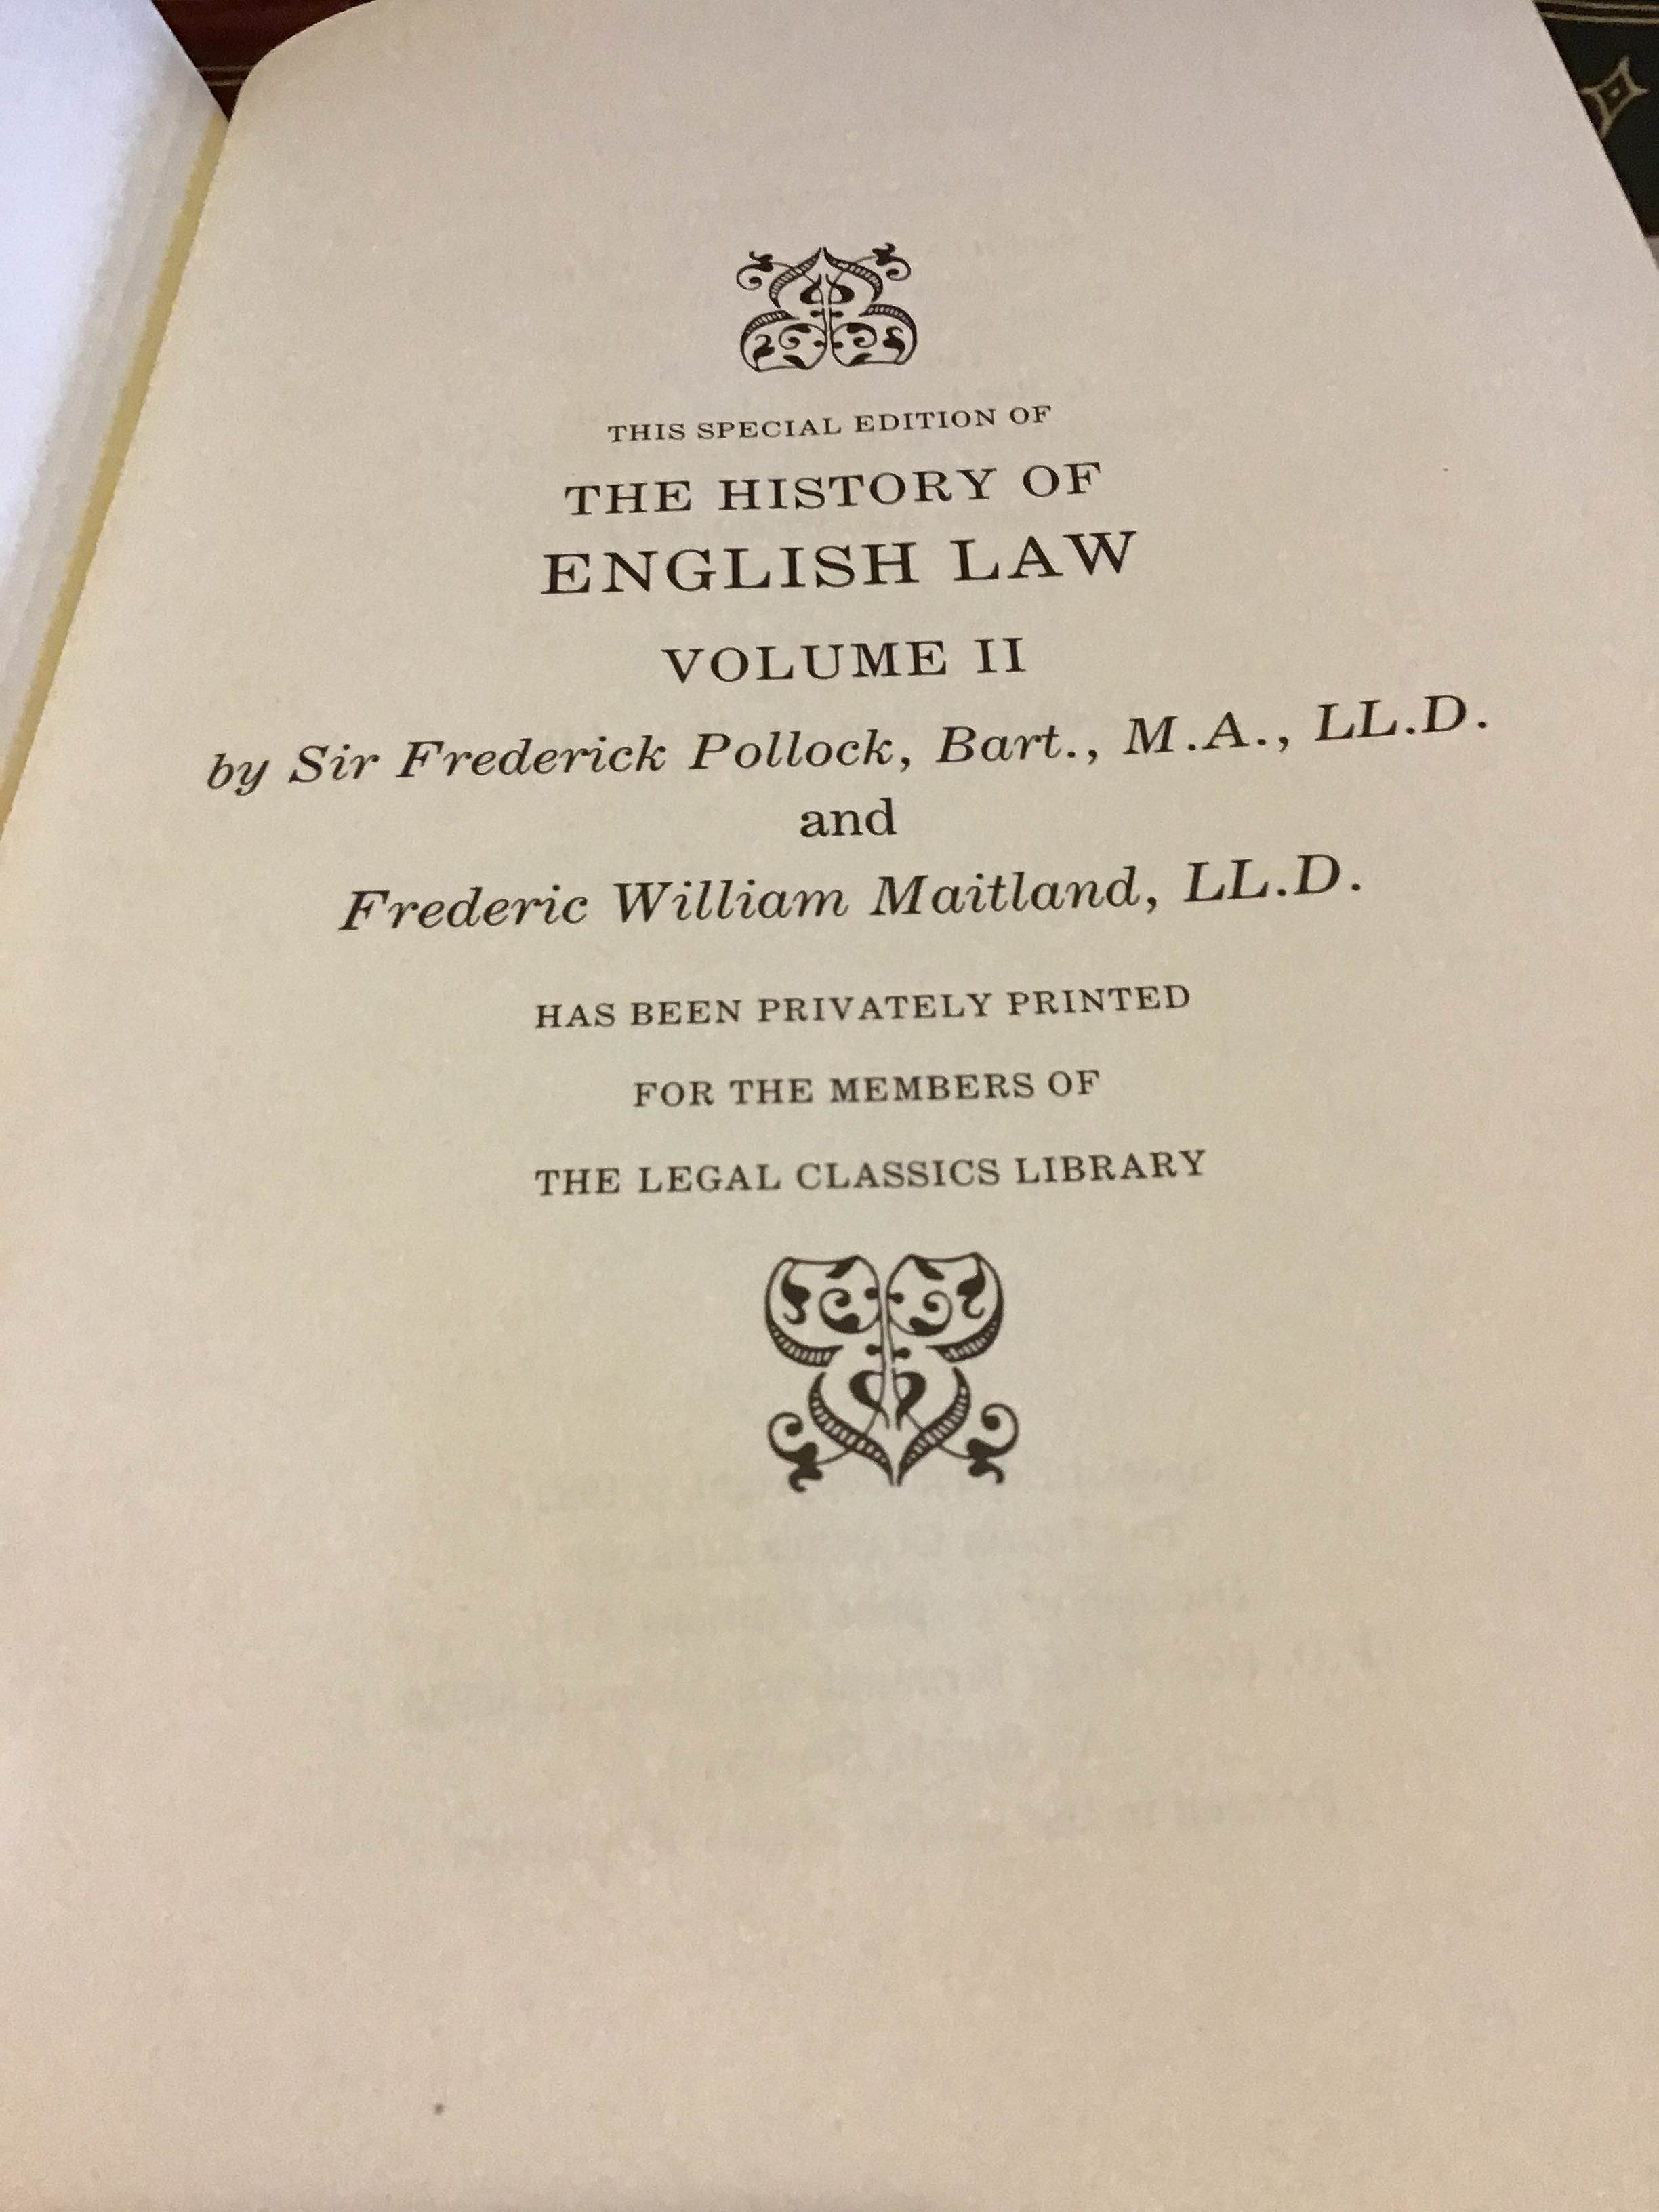 THIS SPECIAL EDITION OF
THE HISTORY OF
ENGLISH LAW
VOLUME II
by Sir Frederick Pollock, Bart., M.A., LL.D.
and
Frederic William Maitland, LL.D.
HAS BEEN PRIVATELY PRINTED
FOR THE MEMBERS OF
THE LEGAL CLASSICS LIBRARY